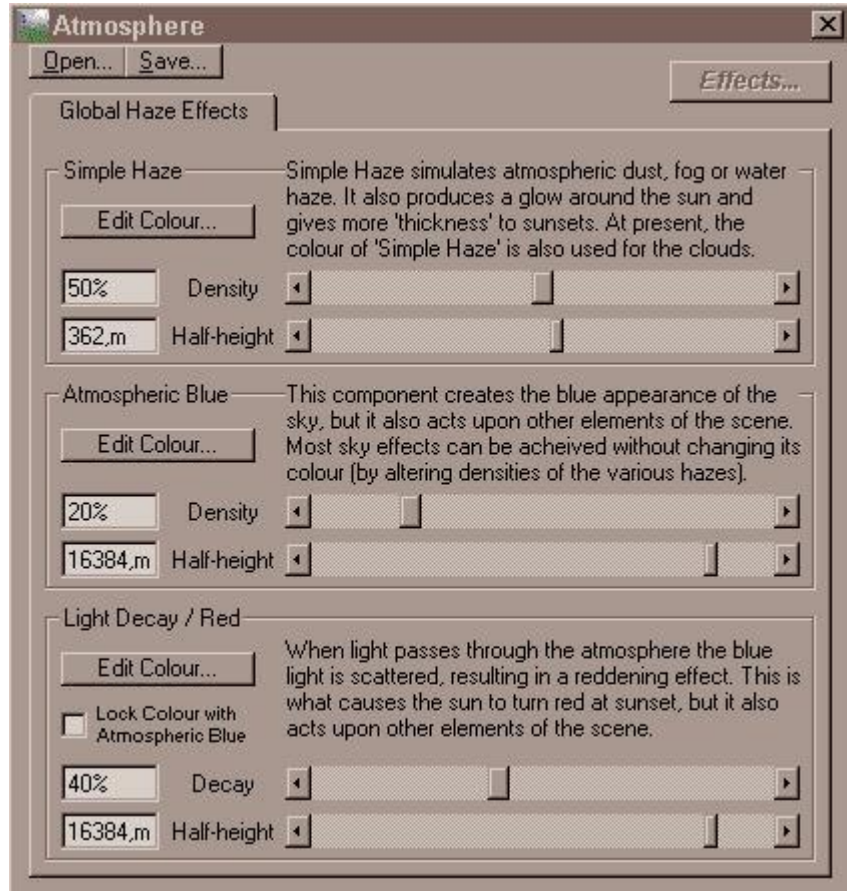 Atmosphere
Open... Save...
Effects...
Global Haze Effects
Simple Haze
Simple Haze simulates atmospheric dust, fog or water
haze. It also produces a glow around the sun and
gives more 'thickness' to sunsets. At present, the
colour of 'Simple Haze' is also used for the clouds.
Edit Colour...
50% Density
362,m Half-height
Atmospheric Blue
This component creates the blue appearance of the
sky, but it also acts upon other elements of the scene.
Most sky effects can be acheived without changing its
colour (by altering densities of the various hazes).
Edit Colour...
20% Density
16384,m Half-height
Light Decay / Red
When light passes through the atmosphere the blue
light is scattered, resulting in a reddening effect. This is
what causes the sun to turn red at sunset, but it also
acts upon other elements of the scene.
Edit Colour...
Lock Colour with
Atmospheric Blue
40% Decay
16384,m Half-height